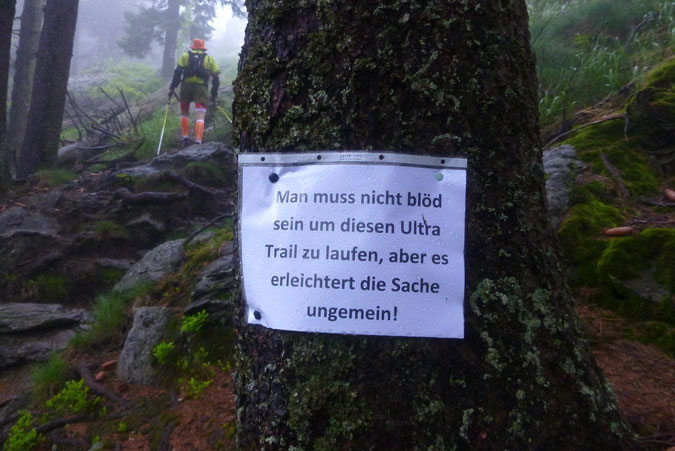 Man muss nicht blöd
sein um diesen Ultra
Trail zu laufen, aber es
erleichtert die Sache
ungemein!